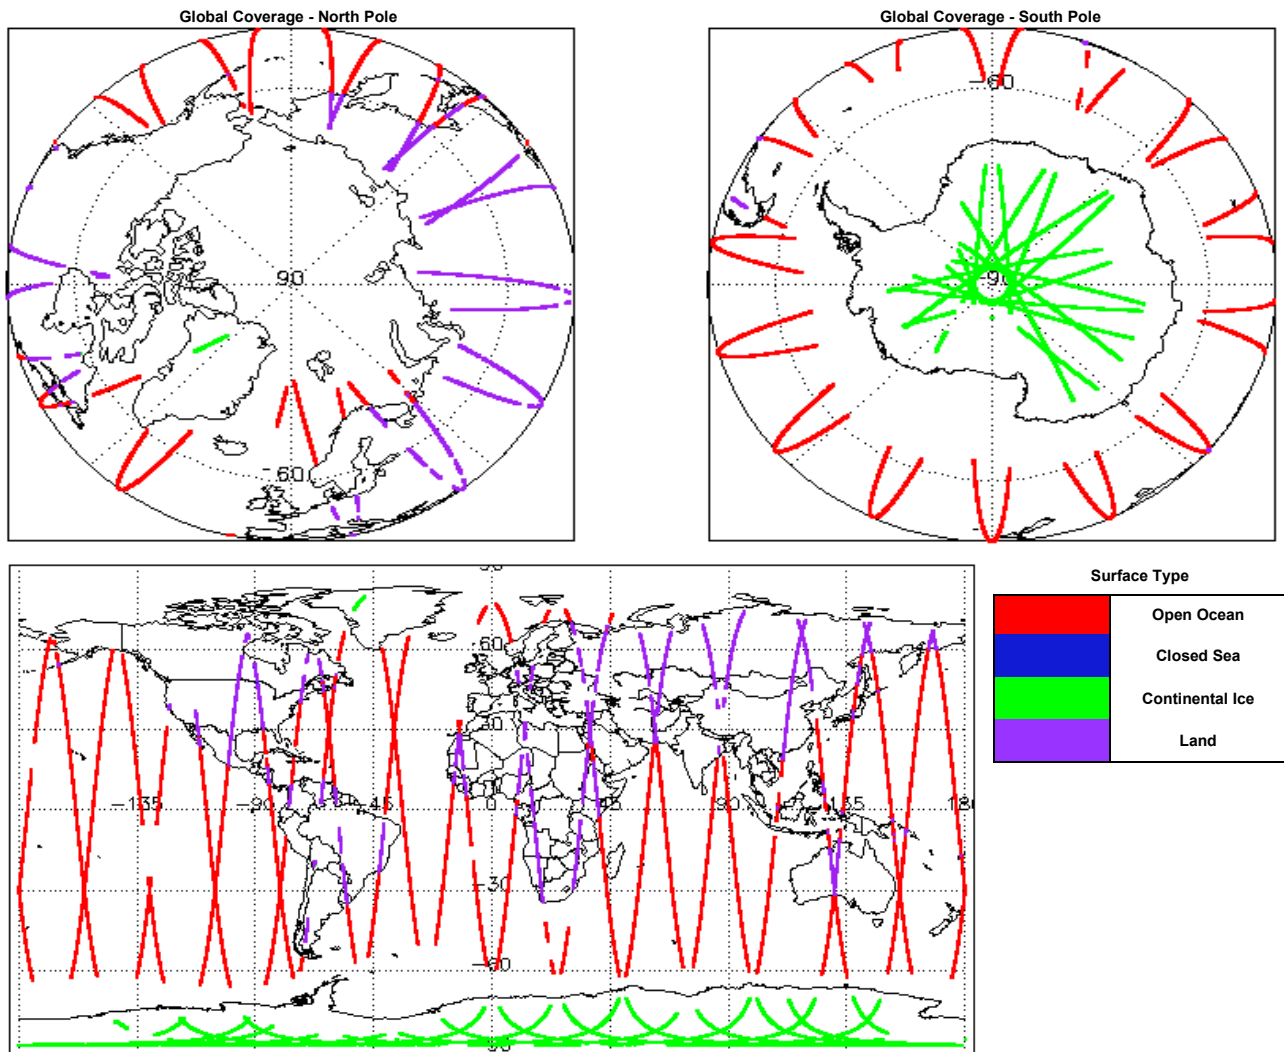 Global Coverage - North Pole
Global Coverage - South Pole
90
-60
-60
-90
60
30
-135
-90
-45
0
45
90
135
180
-30
-60
Surface Type
Open Ocean
Closed Sea
Continental Ice
Land